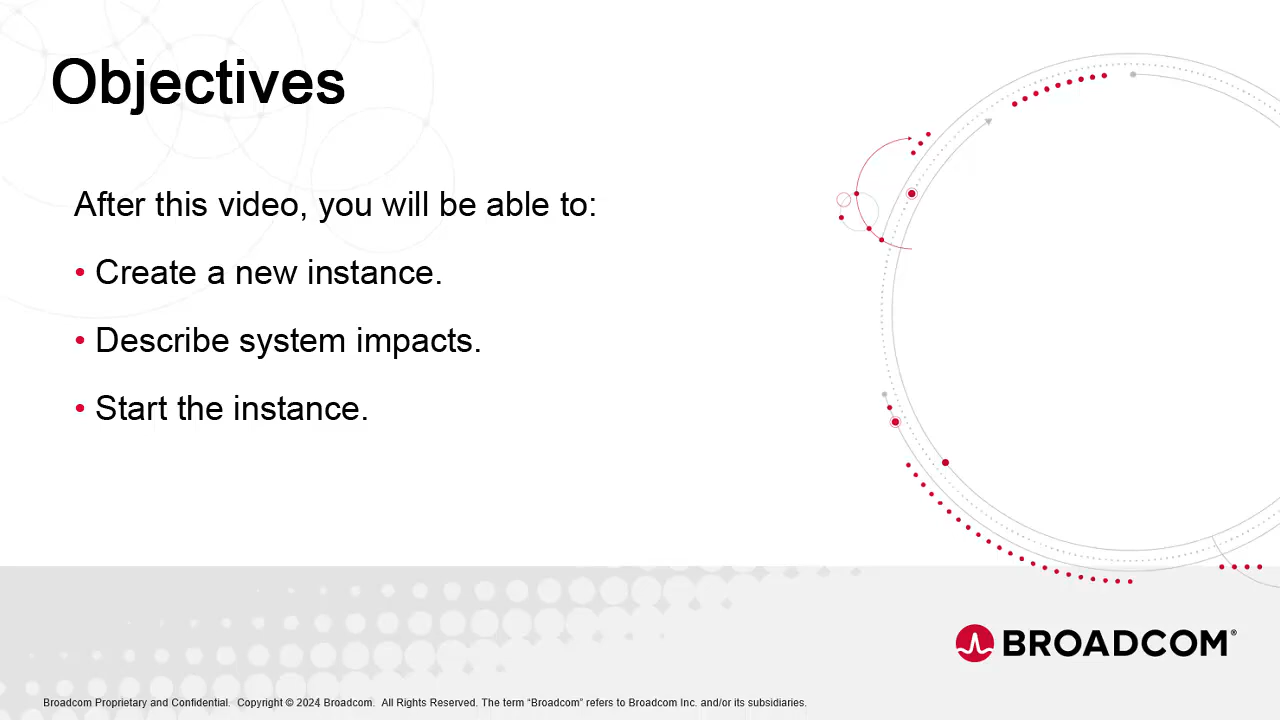 Objectives
After this video, you will be able to:
• Create a new instance.
• Describe system impacts.
• Start the instance.
BROADCOM®
Broadcom Proprietary and Confidential. Copyright © 2024 Broadcom. All Rights Reserved. The term “Broadcom” refers to Broadcom Inc. and/or its subsidiaries.